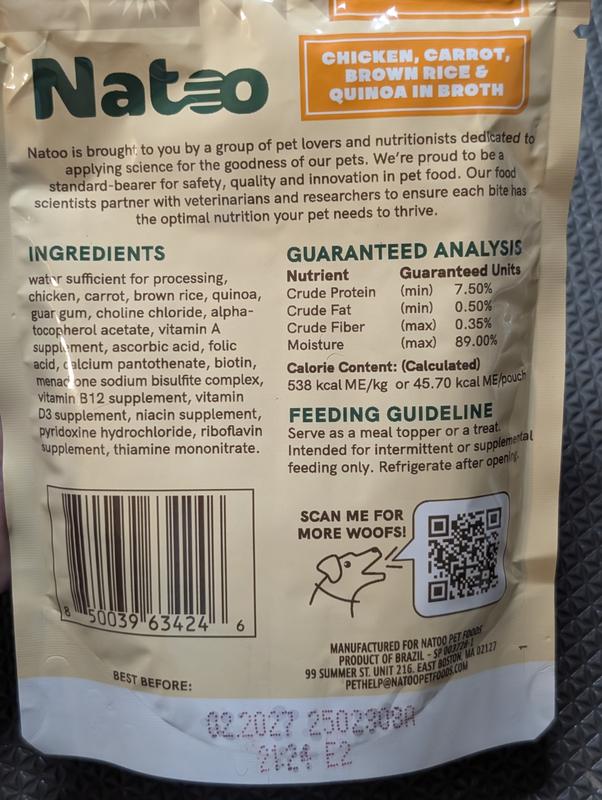 Natoo
CHICKEN, CARROT,
BROWN RICE &
QUINOA IN BROTH
Natoo is brought to you by a group of pet lovers and nutritionists dedicated to
applying science for the goodness of our pets. We're proud to be a
standard-bearer for safety, quality and innovation in pet food. Our food
scientists partner with veterinarians and researchers to ensure each bite has
the optimal nutrition your pet needs to thrive.
INGREDIENTS
water sufficient for processing,
chicken, carrot, brown rice, quinoa,
guar gum, choline chloride, alpha-
tocopherol acetate, vitamin A
supplement, ascorbic acid, folic
acid, calcium pantothenate, biotin,
menadione sodium bisulfite complex,
vitamin B12 supplement, vitamin
D3 supplement, niacin supplement,
pyridoxine hydrochloride, riboflavin
supplement, thiamine mononitrate.
GUARANTEED ANALYSIS
Nutrient Guaranteed Units
Crude Protein (min) 7.50%
Crude Fat (min) 0.50%
Crude Fiber (max) 0.35%
Moisture (max) 89.00%
Calorie Content: (Calculated)
538 kcal ME/kg or 45.70 kcal ME/pouch
FEEDING GUIDELINE
Serve as a meal topper or a treat.
Intended for intermittent or supplemental
feeding only. Refrigerate after opening.
8 50039 63424 6
SCAN ME FOR
MORE WOOFS!
MANUFACTURED FOR NATOO PET FOODS
PRODUCT OF BRAZIL - SP 003728-1
99 SUMMER ST. UNIT 216. EAST BOSTON, MA 02127
PETHELP@NATOOPETFOODS.COM
BEST BEFORE:
02.2027 2502909A
21:24 E2